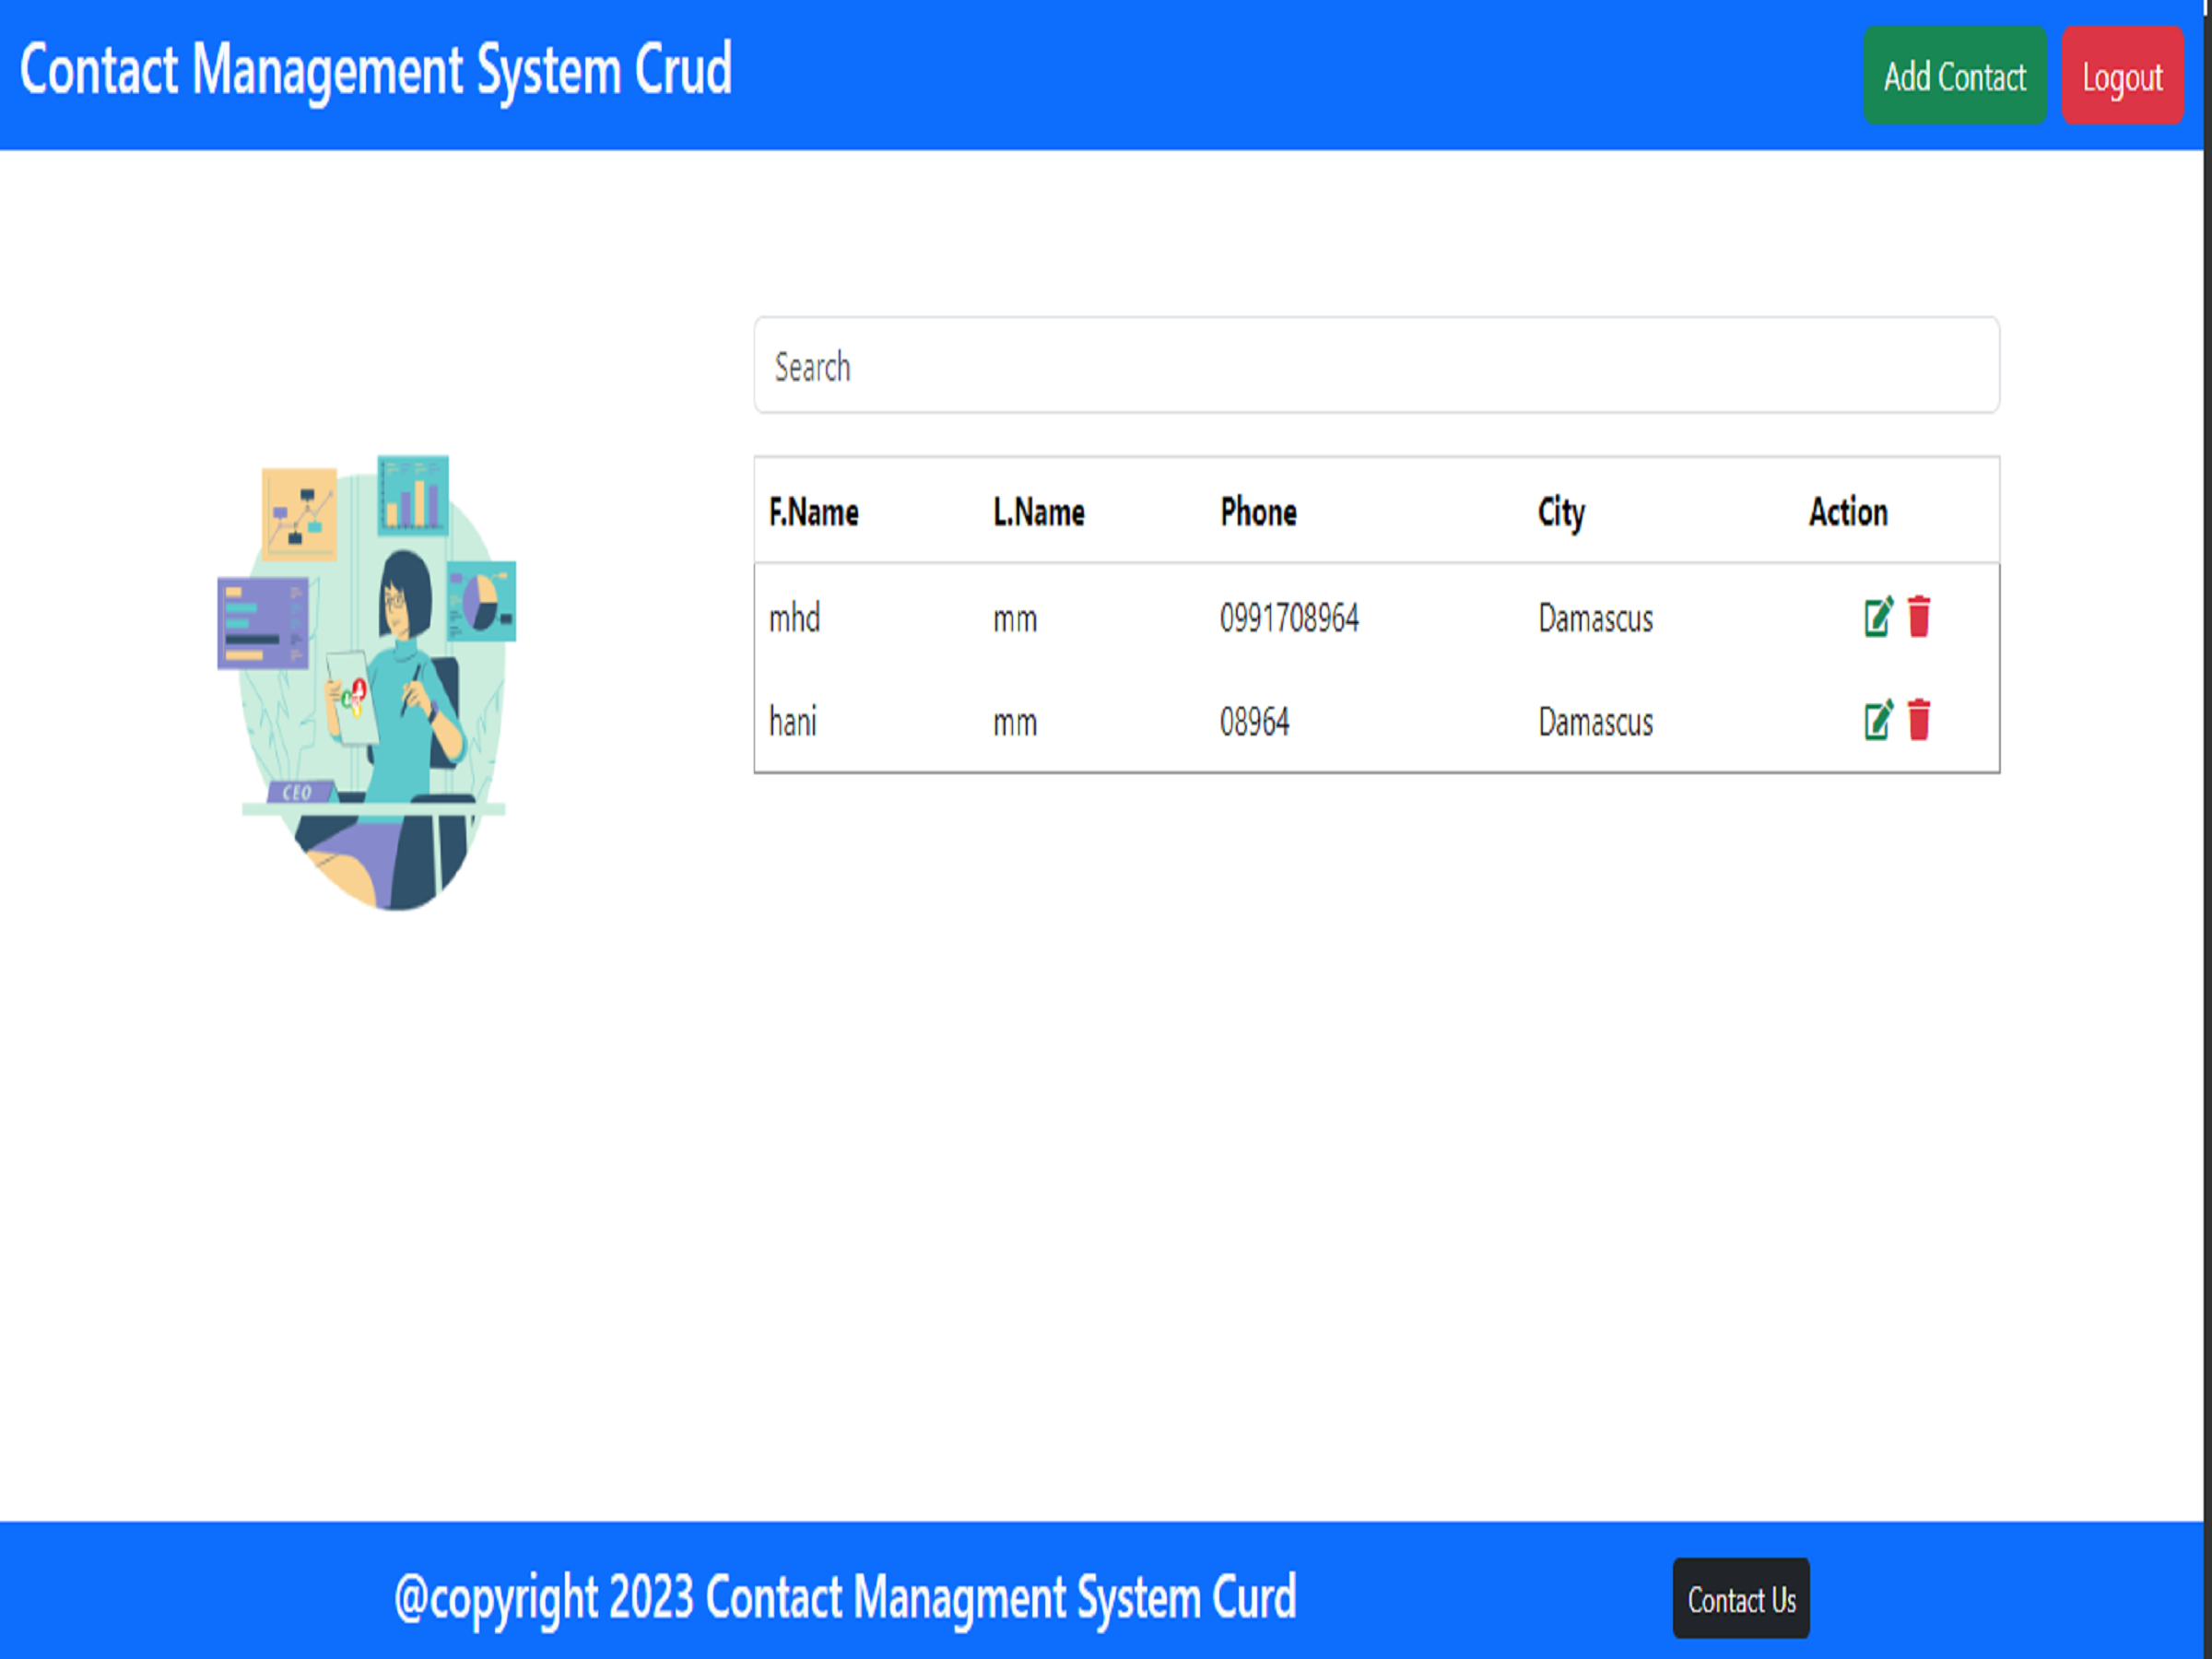 Contact Management System Crud
Add Contact
Logout
Search
F.Name L.Name Phone City Action
mhd mm 0991708964 Damascus
hani mm 08964 Damascus
CEO
@copyright 2023 Contact Managment System Curd
Contact Us